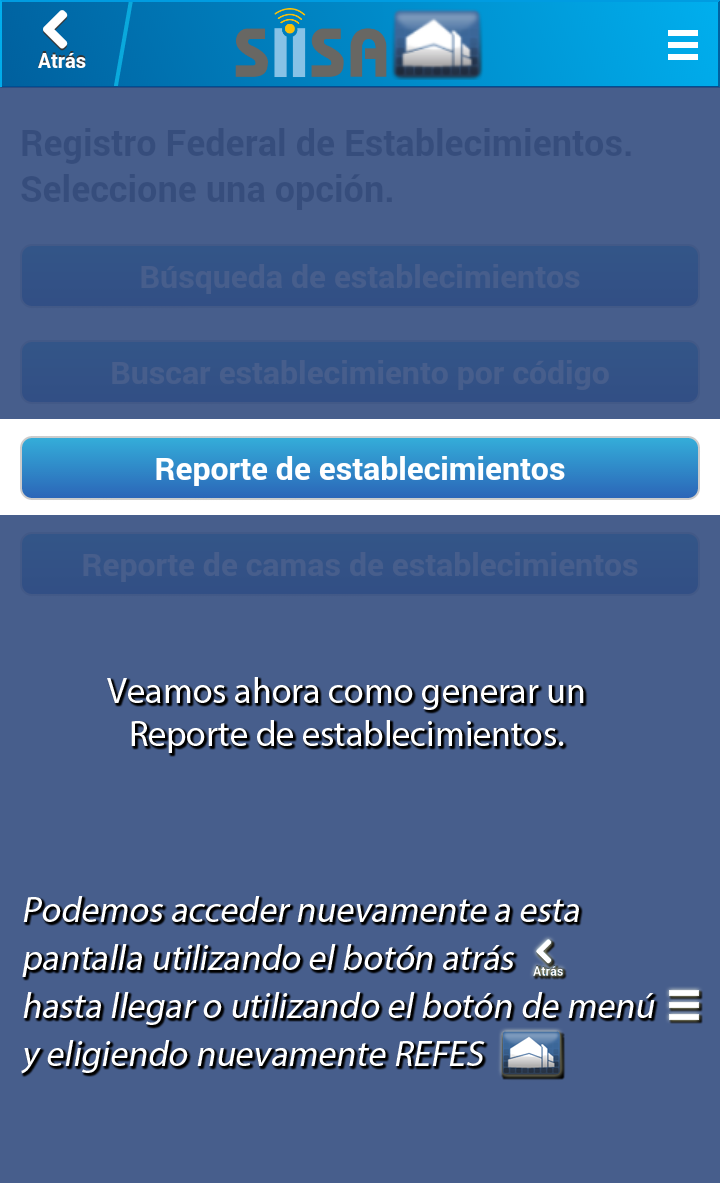 Atrás
SiiSA
Registro Federal de Establecimientos.
Seleccione una opción.
Búsqueda de establecimientos
Buscar establecimiento por código
Reporte de establecimientos
Reporte de camas de establecimientos
Veamos ahora como generar un
Reporte de establecimientos.
Podemos acceder nuevamente a esta
pantalla utilizando el botón atrás Atrás
hasta llegar o utilizando el botón de menú
y eligiendo nuevamente REFES